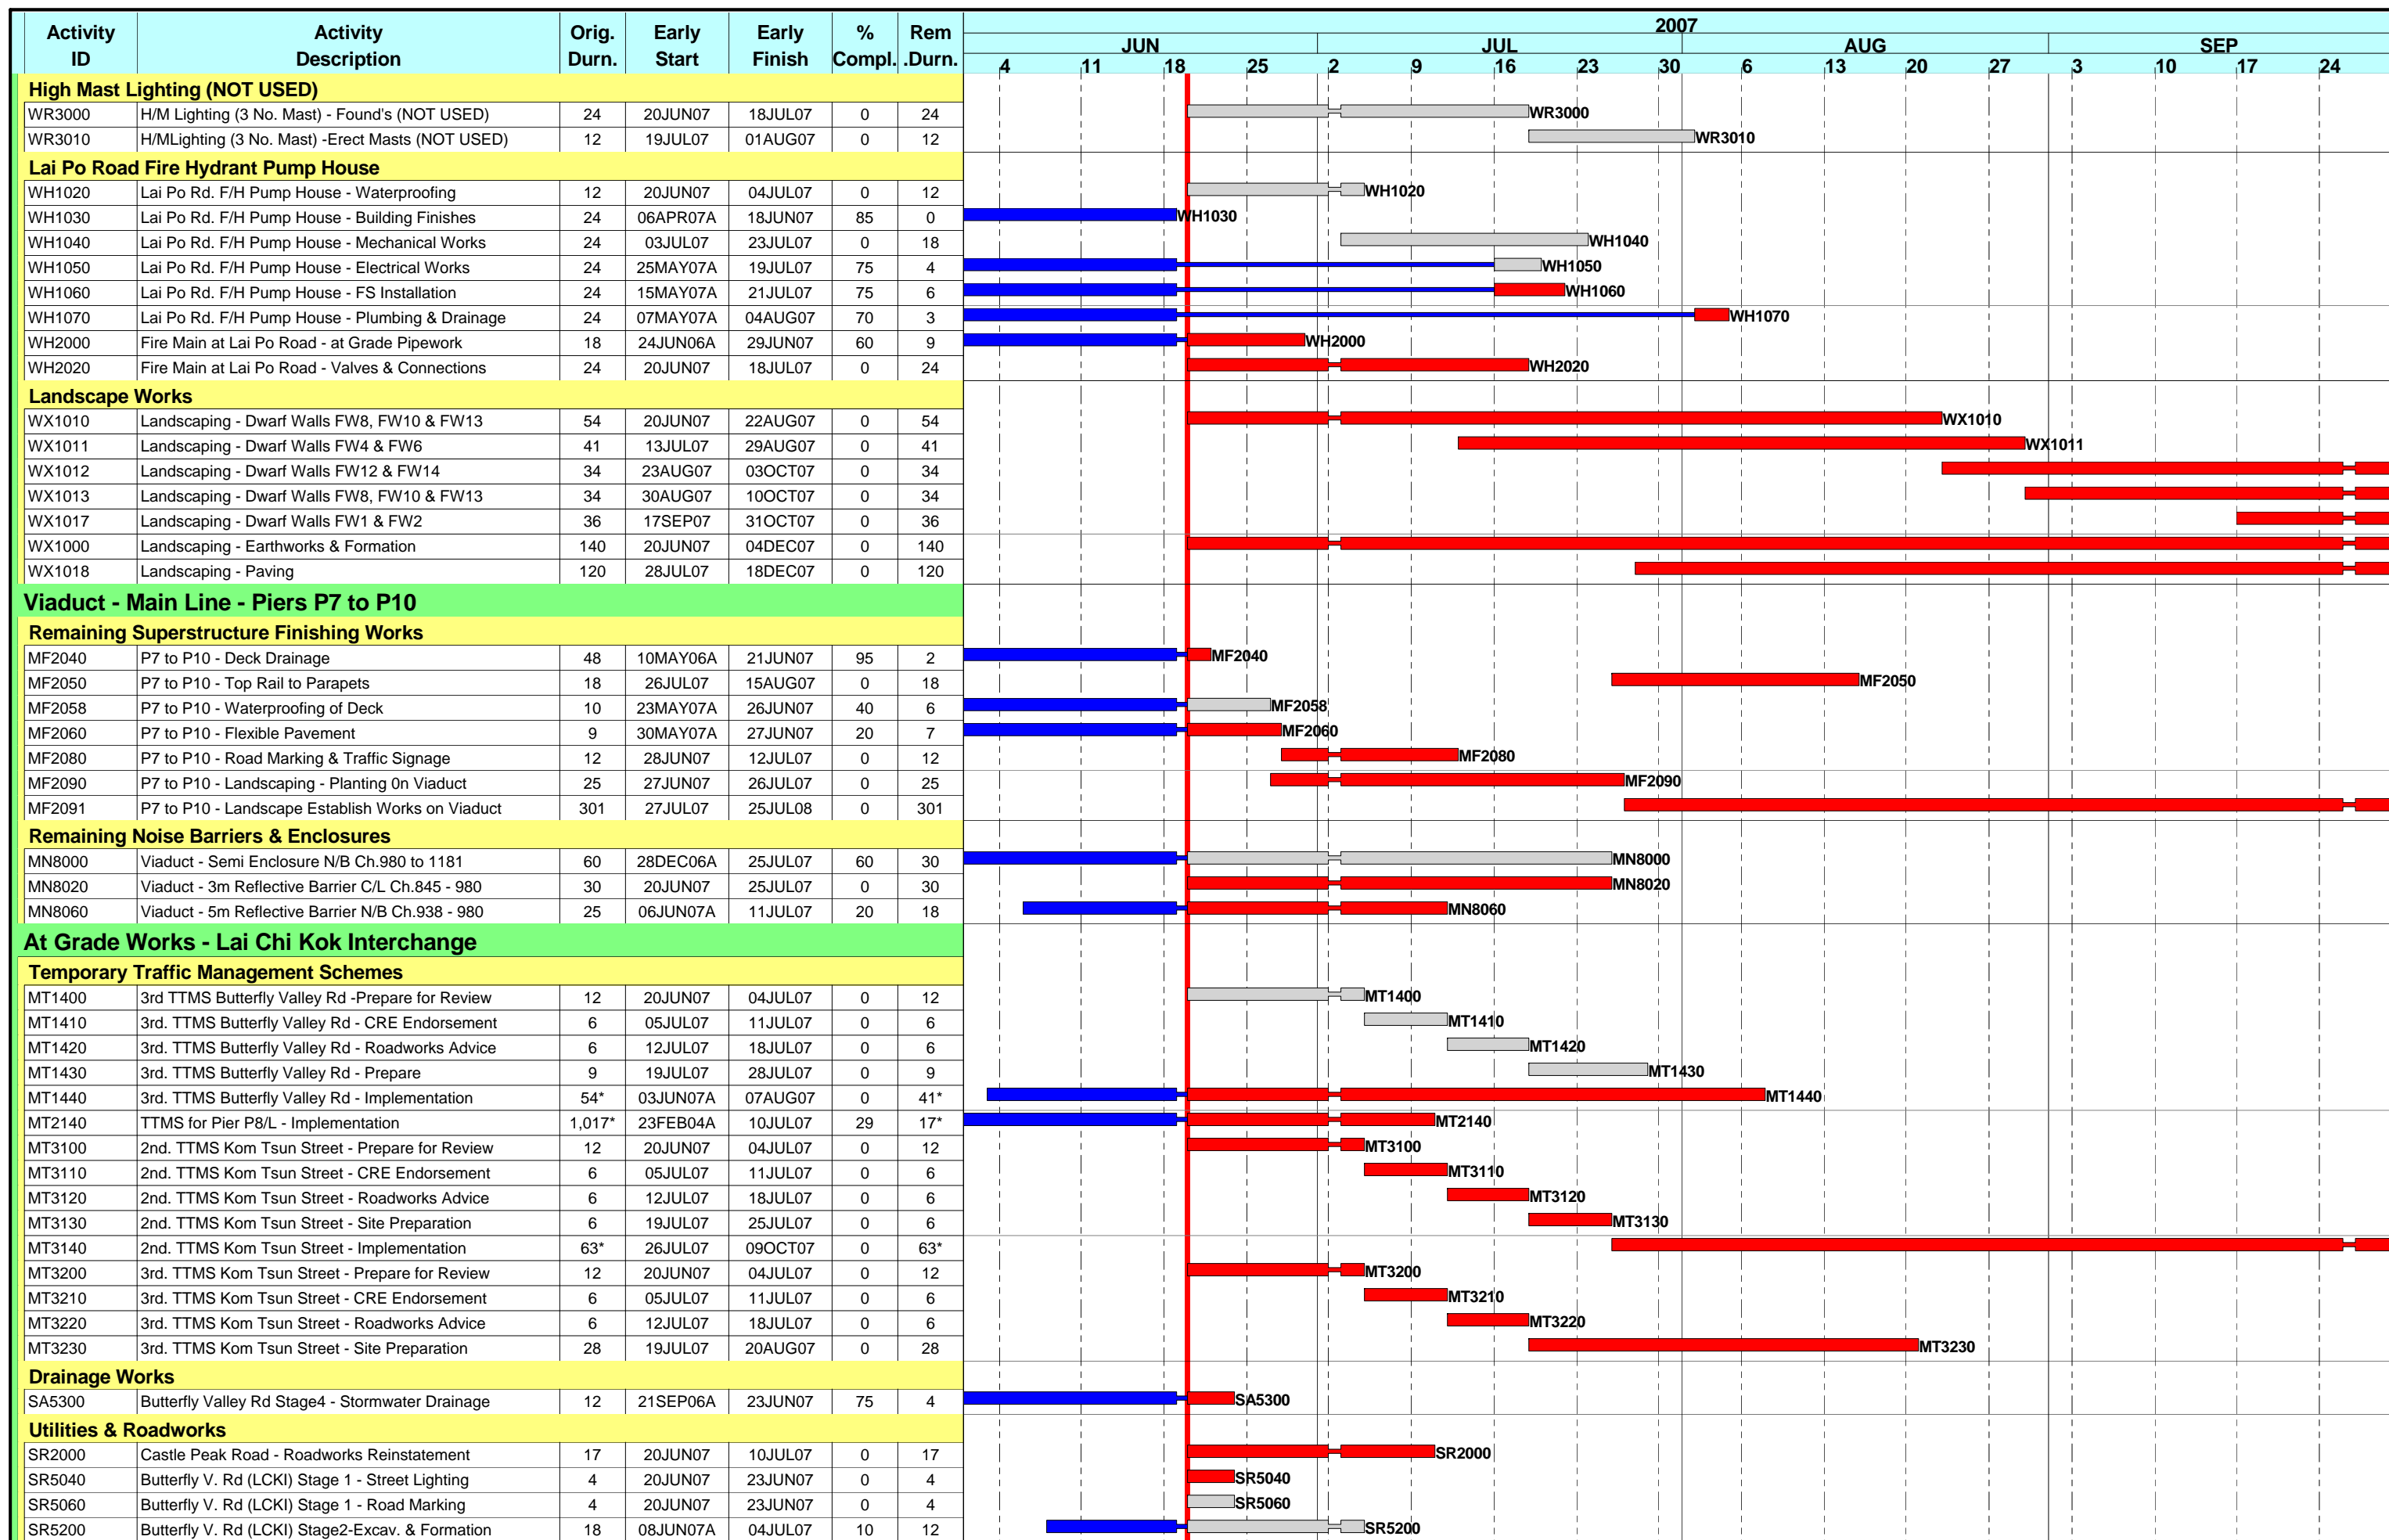 2007
Activity Activity Orig. Early Early % Rem JUN JUL AUG SEP
ID Description Durn. Start Finish Compl. .Durn. 4 11 18 25 2 9 16 23 30 6 13 20 27 3 10 17 24
High Mast Lighting (NOT USED)
WR3000 H/M Lighting (3 No. Mast) - Found's (NOT USED) 24 20JUN07 18JUL07 0 24 WR3000
WR3010 H/MLighting (3 No. Mast) -Erect Masts (NOT USED) 12 19JUL07 01AUG07 0 12 WR3010
Lai Po Road Fire Hydrant Pump House
WH1020 Lai Po Rd. F/H Pump House - Waterproofing 12 20JUN07 04JUL07 0 12 WH1020
WH1030 Lai Po Rd. F/H Pump House - Building Finishes 24 06APR07A 18JUN07 85 0 WH1030
WH1040 Lai Po Rd. F/H Pump House - Mechanical Works 24 03JUL07 23JUL07 0 18 WH1040
WH1050 Lai Po Rd. F/H Pump House - Electrical Works 24 25MAY07A 19JUL07 75 4 WH1050
WH1060 Lai Po Rd. F/H Pump House - FS Installation 24 15MAY07A 21JUL07 75 6 WH1060
WH1070 Lai Po Rd. F/H Pump House - Plumbing & Drainage 24 07MAY07A 04AUG07 70 3 WH1070
WH2000 Fire Main at Lai Po Road - at Grade Pipework 18 24JUN06A 29JUN07 60 9 WH2000
WH2020 Fire Main at Lai Po Road - Valves & Connections 24 20JUN07 18JUL07 0 24 WH2020
Landscape Works
WX1010 Landscaping - Dwarf Walls FW8, FW10 & FW13 54 20JUN07 22AUG07 0 54 WX1010
WX1011 Landscaping - Dwarf Walls FW4 & FW6 41 13JUL07 29AUG07 0 41 WX1011
WX1012 Landscaping - Dwarf Walls FW12 & FW14 34 23AUG07 03OCT07 0 34
WX1013 Landscaping - Dwarf Walls FW8, FW10 & FW13 34 30AUG07 10OCT07 0 34
WX1017 Landscaping - Dwarf Walls FW1 & FW2 36 17SEP07 31OCT07 0 36
WX1000 Landscaping - Earthworks & Formation 140 20JUN07 04DEC07 0 140
WX1018 Landscaping - Paving 120 28JUL07 18DEC07 0 120
Viaduct - Main Line - Piers P7 to P10
Remaining Superstructure Finishing Works
MF2040 P7 to P10 - Deck Drainage 48 10MAY06A 21JUN07 95 2 MF2040
MF2050 P7 to P10 - Top Rail to Parapets 18 26JUL07 15AUG07 0 18 MF2050
MF2058 P7 to P10 - Waterproofing of Deck 10 23MAY07A 26JUN07 40 6 MF2058
MF2060 P7 to P10 - Flexible Pavement 9 30MAY07A 27JUN07 20 7 MF2060
MF2080 P7 to P10 - Road Marking & Traffic Signage 12 28JUN07 12JUL07 0 12 MF2080
MF2090 P7 to P10 - Landscaping - Planting 0n Viaduct 25 27JUN07 26JUL07 0 25 MF2090
MF2091 P7 to P10 - Landscape Establish Works on Viaduct 301 27JUL07 25JUL08 0 301
Remaining Noise Barriers & Enclosures
MN8000 Viaduct - Semi Enclosure N/B Ch.980 to 1181 60 28DEC06A 25JUL07 60 30 MN8000
MN8020 Viaduct - 3m Reflective Barrier C/L Ch.845 - 980 30 20JUN07 25JUL07 0 30 MN8020
MN8060 Viaduct - 5m Reflective Barrier N/B Ch.938 - 980 25 06JUN07A 11JUL07 20 18 MN8060
At Grade Works - Lai Chi Kok Interchange
Temporary Traffic Management Schemes
MT1400 3rd TTMS Butterfly Valley Rd -Prepare for Review 12 20JUN07 04JUL07 0 12 MT1400
MT1410 3rd. TTMS Butterfly Valley Rd - CRE Endorsement 6 05JUL07 11JUL07 0 6 MT1410
MT1420 3rd. TTMS Butterfly Valley Rd - Roadworks Advice 6 12JUL07 18JUL07 0 6 MT1420
MT1430 3rd. TTMS Butterfly Valley Rd - Prepare 9 19JUL07 28JUL07 0 9 MT1430
MT1440 3rd. TTMS Butterfly Valley Rd - Implementation 54* 03JUN07A 07AUG07 0 41* MT1440
MT2140 TTMS for Pier P8/L - Implementation 1,017* 23FEB04A 10JUL07 29 17* MT2140
MT3100 2nd. TTMS Kom Tsun Street - Prepare for Review 12 20JUN07 04JUL07 0 12 MT3100
MT3110 2nd. TTMS Kom Tsun Street - CRE Endorsement 6 05JUL07 11JUL07 0 6 MT3110
MT3120 2nd. TTMS Kom Tsun Street - Roadworks Advice 6 12JUL07 18JUL07 0 6 MT3120
MT3130 2nd. TTMS Kom Tsun Street - Site Preparation 6 19JUL07 25JUL07 0 6 MT3130
MT3140 2nd. TTMS Kom Tsun Street - Implementation 63* 26JUL07 09OCT07 0 63*
MT3200 3rd. TTMS Kom Tsun Street - Prepare for Review 12 20JUN07 04JUL07 0 12 MT3200
MT3210 3rd. TTMS Kom Tsun Street - CRE Endorsement 6 05JUL07 11JUL07 0 6 MT3210
MT3220 3rd. TTMS Kom Tsun Street - Roadworks Advice 6 12JUL07 18JUL07 0 6 MT3220
MT3230 3rd. TTMS Kom Tsun Street - Site Preparation 28 19JUL07 20AUG07 0 28 MT3230
Drainage Works
SA5300 Butterfly Valley Rd Stage4 - Stormwater Drainage 12 21SEP06A 23JUN07 75 4 SA5300
Utilities & Roadworks
SR2000 Castle Peak Road - Roadworks Reinstatement 17 20JUN07 10JUL07 0 17 SR2000
SR5040 Butterfly V. Rd (LCKI) Stage 1 - Street Lighting 4 20JUN07 23JUN07 0 4 SR5040
SR5060 Butterfly V. Rd (LCKI) Stage 1 - Road Marking 4 20JUN07 23JUN07 0 4 SR5060
SR5200 Butterfly V. Rd (LCKI) Stage2-Excav. & Formation 18 08JUN07A 04JUL07 10 12 SR5200